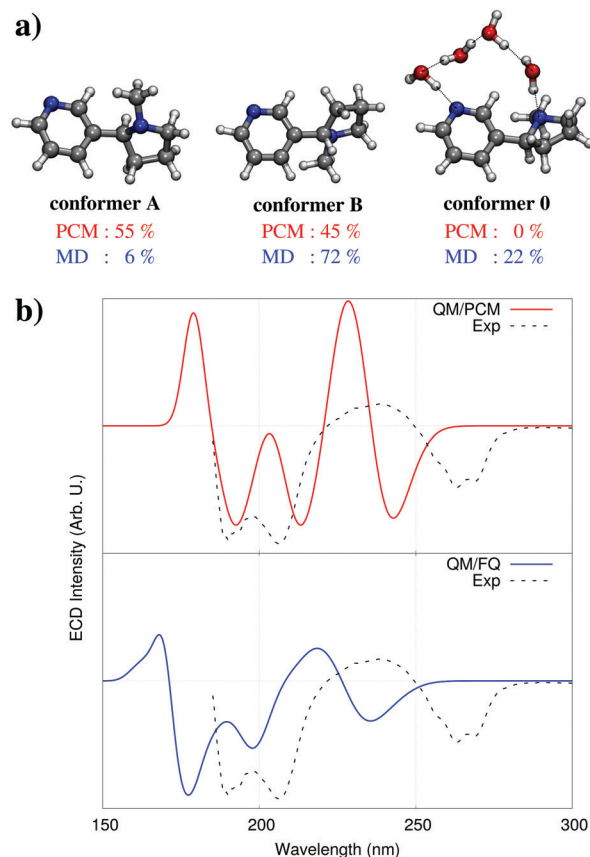 a)
conformer A
conformer B
conformer 0
PCM : 55 %
PCM : 45 %
PCM : 0 %
MD : 6 %
MD : 72 %
MD : 22 %
b)
QM/PCM
Exp
QM/FQ
Exp
ECD Intensity (Arb. U.)
150
200
250
300
Wavelength (nm)